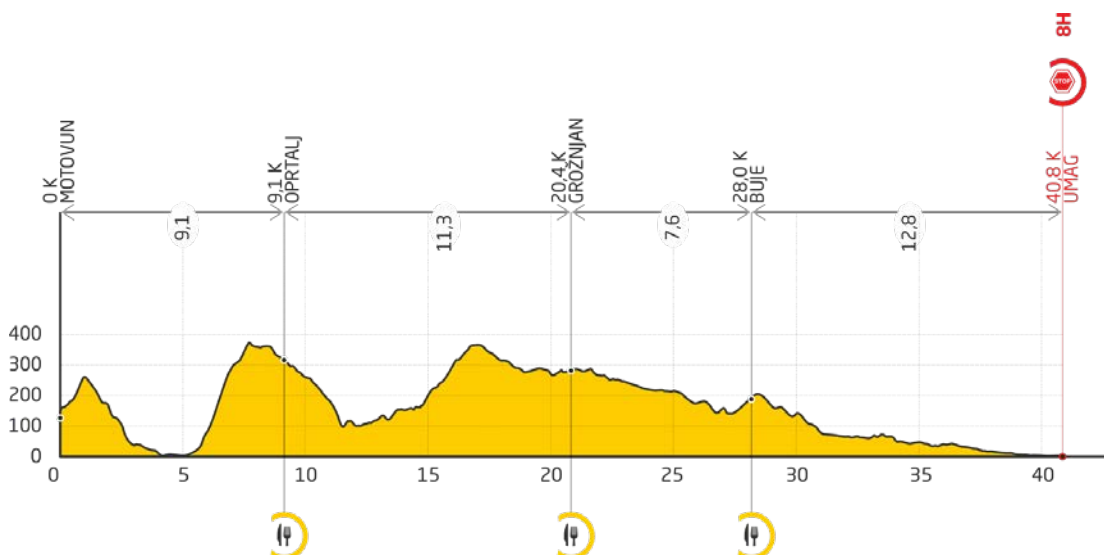 8H
STOP
0 K
MOTOVUN
9,1 K
OPRTALJ
20,4 K
GROŽNJAN
28,0 K
BUJE
40,8 K
UMAG
9,1
11,3
7,6
12,8
400
300
200
100
0
0 5 10 15 20 25 30 35 40